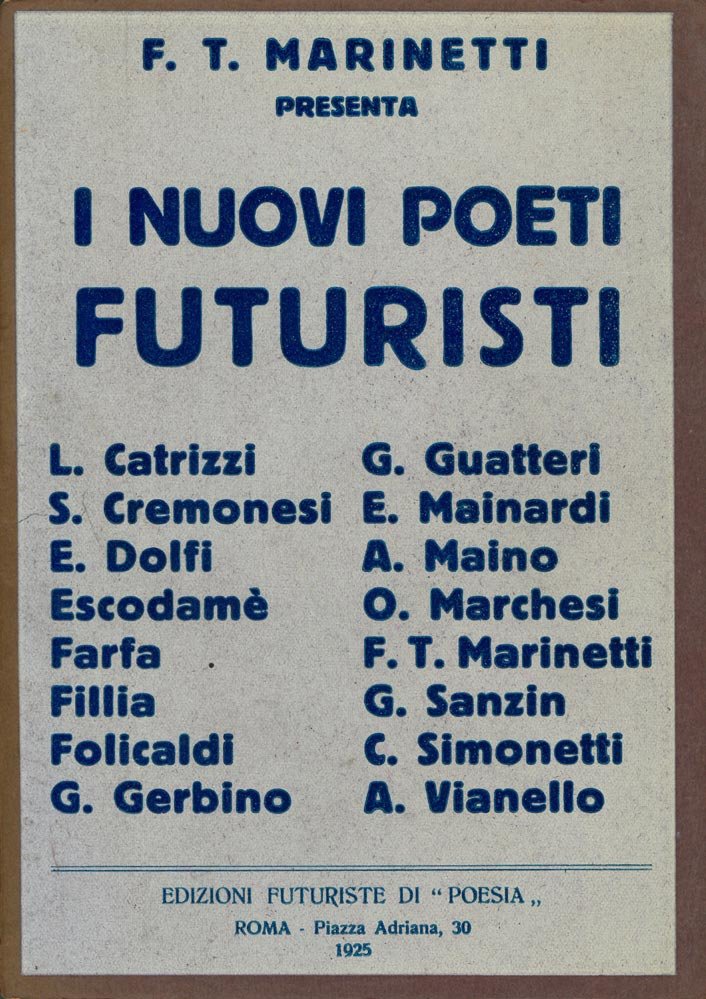 F. T. MARINETTI
PRESENTA
I NUOVI POETI
FUTURISTI
L. Catrizzi
S. Cremonesi
E. Dolfi
Escodamè
Farfa
Fillia
Folicaldi
G. Gerbino
G. Guatteri
E. Mainardi
A. Maino
O. Marchesi
F. T. Marinetti
G. Sanzin
C. Simonetti
A. Vianello
EDIZIONI FUTURISTE DI “ POESIA „
ROMA - Piazza Adriana, 30
1925